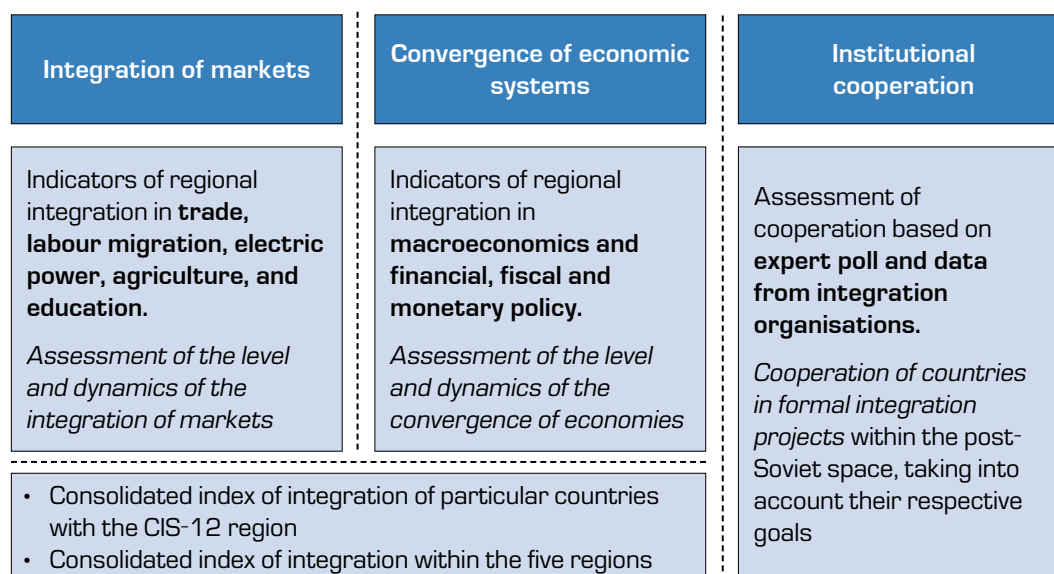 Integration of markets
Convergence of economic
systems
Institutional
cooperation
Indicators of regional
integration in trade,
labour migration, electric
power, agriculture, and
education.
Assessment of the level
and dynamics of the
integration of markets
Indicators of regional
integration in
macroeconomics and
financial, fiscal and
monetary policy.
Assessment of the level
and dynamics of the
convergence of economies
Assessment of
cooperation based on
expert poll and data
from integration
organisations.
Cooperation of countries
in formal integration
projects within the post-
Soviet space, taking into
account their respective
goals
• Consolidated index of integration of particular countries
with the CIS-12 region
• Consolidated index of integration within the five regions